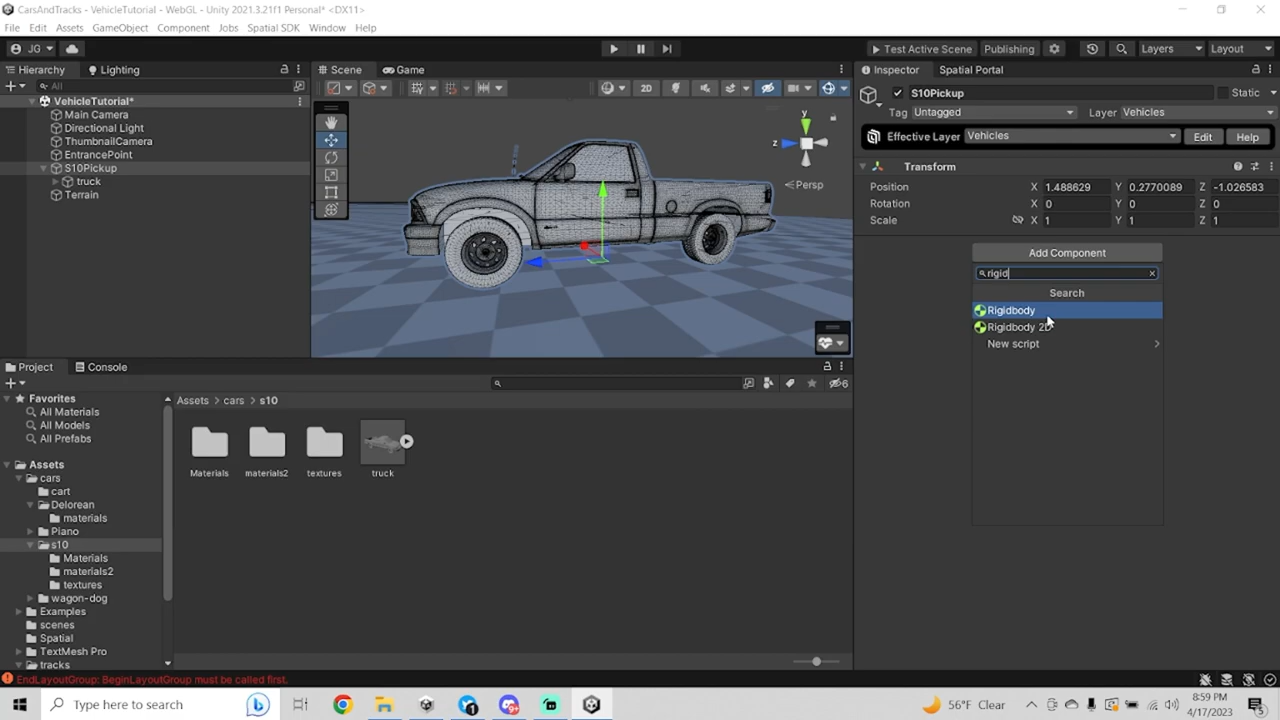 CarsAndTracks - VehicleTutorial - WebGL - Unity 2021.3.21f1 Personal* <DX11>
File Edit Assets GameObject Component Jobs Spatial SDK Window Help
JG Test Active Scene Publishing Layers Layout
Hierarchy Lighting
All
VehicleTutorial*
Main Camera
Directional Light
ThumbnailCamera
EntrancePoint
S10Pickup
truck
Terrain
Scene Game
2D
y
z
Persp
Inspector Spatial Portal
S10Pickup Static
Tag Untagged Layer Vehicles
Effective Layer Vehicles Edit Help
Transform
Position X 1.488629 Y 0.2770089 Z -1.026583
Rotation X 0 Y 0 Z 0
Scale X 1 Y 1 Z 1
Add Component
rigid
Search
Rigidbody
Rigidbody 2D
New script
Project Console
6
Favorites
All Materials
All Models
All Prefabs
Assets
cars
cart
Delorean
materials
Piano
s10
Materials
materials2
textures
wagon-dog
Examples
scenes
Spatial
TextMesh Pro
tracks
Assets cars s10
Materials materials2 textures truck
EndLayoutGroup: BeginLayoutGroup must be called first.
Type here to search
1
9+
56°F Clear
8:59 PM
4/17/2023
5